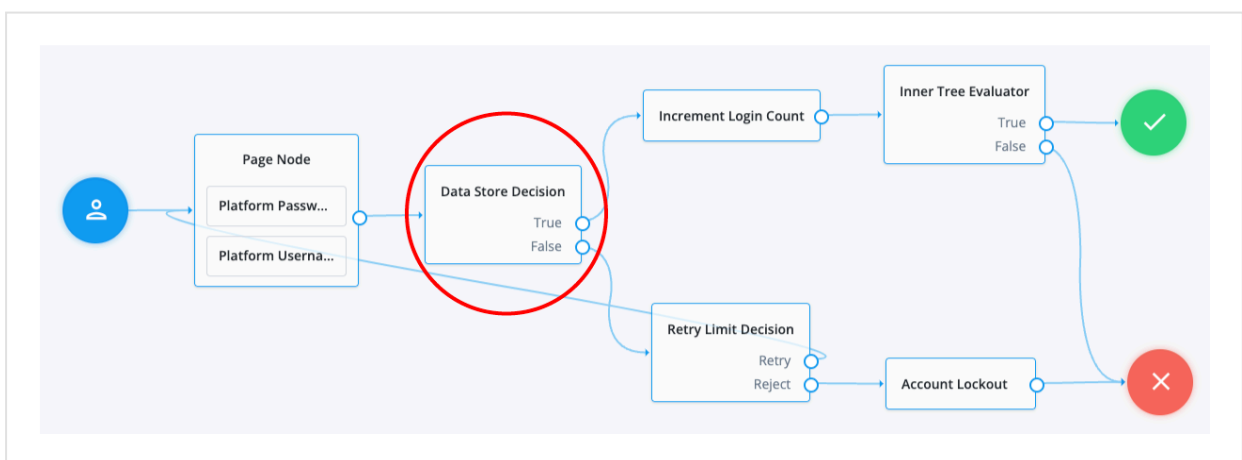 Page Node
Platform Passw...
Platform Userna...
Data Store Decision
True
False
Increment Login Count
Inner Tree Evaluator
True
False
Retry Limit Decision
Retry
Reject
Account Lockout